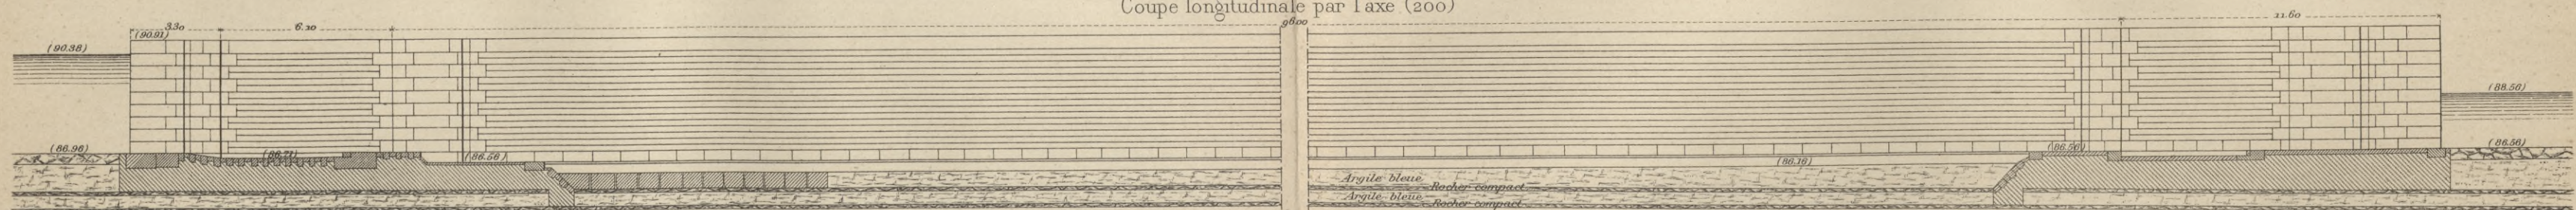 Coupe longitudinale par l'axe (200)
3.30
6.20
96.00
11.60
(90.91)
(90.38)
(88.56)
(86.96)
(86.71)
(86.56)
(86.16)
(86.56)
(86.56)
Argile bleue
Rocher compact
Argile bleue
Rocher compact